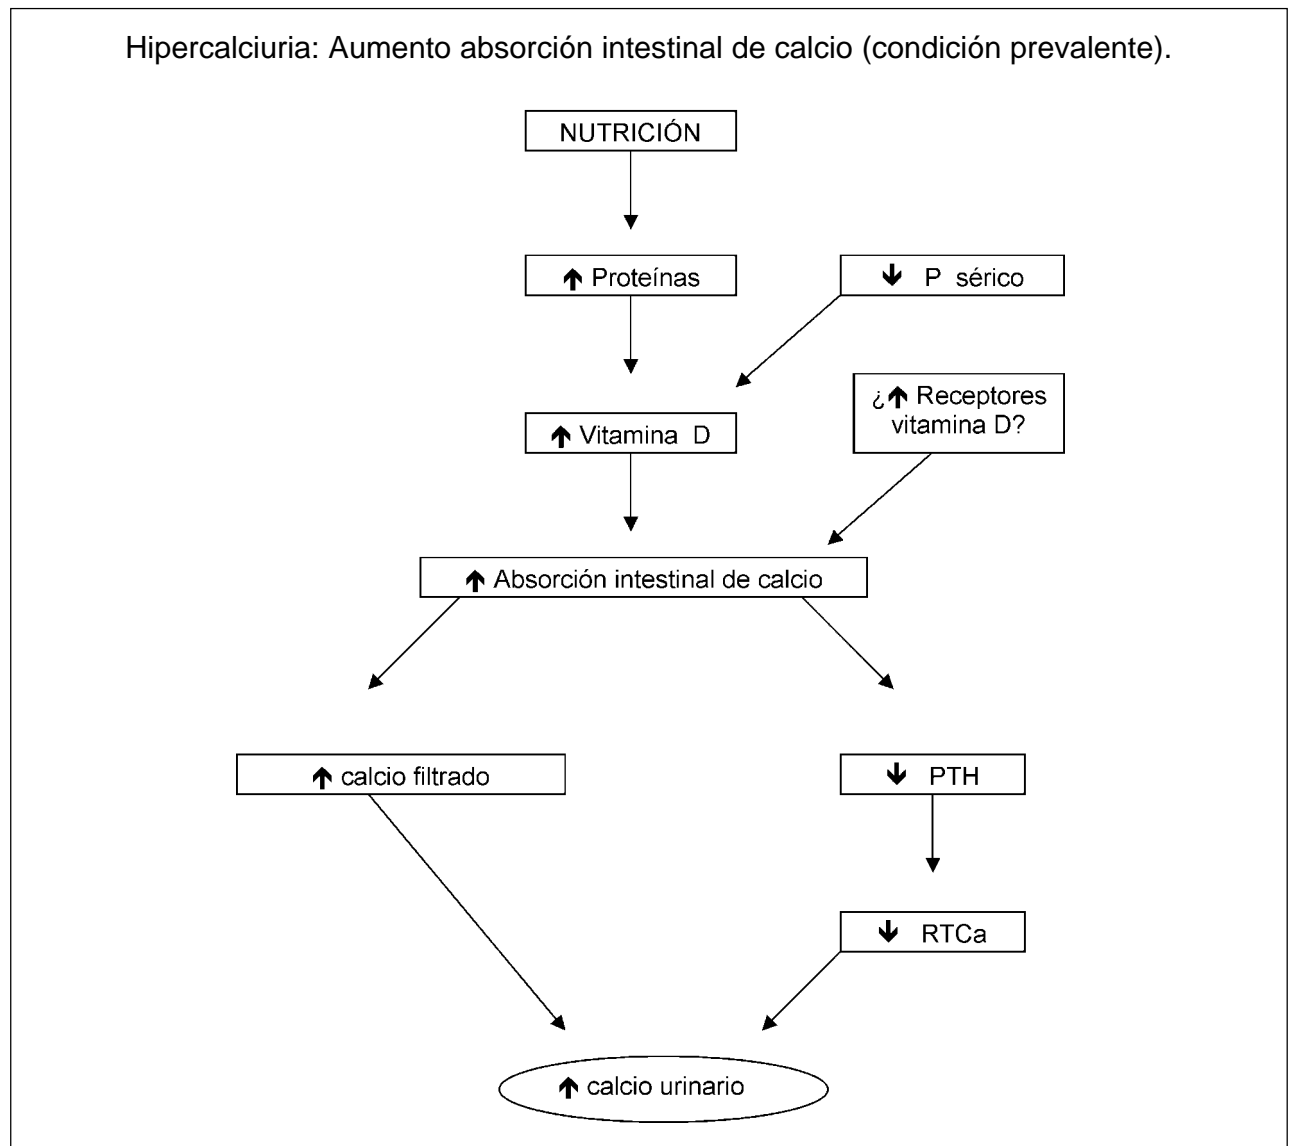 Hipercalciuria: Aumento absorción intestinal de calcio (condición prevalente).
NUTRICIÓN
↑ Proteínas
↓ P sérico
¿↑ Receptores
vitamina D?
↑ Vitamina D
↑ Absorción intestinal de calcio
↑ calcio filtrado
↓ PTH
↓ RTCa
↑ calcio urinario